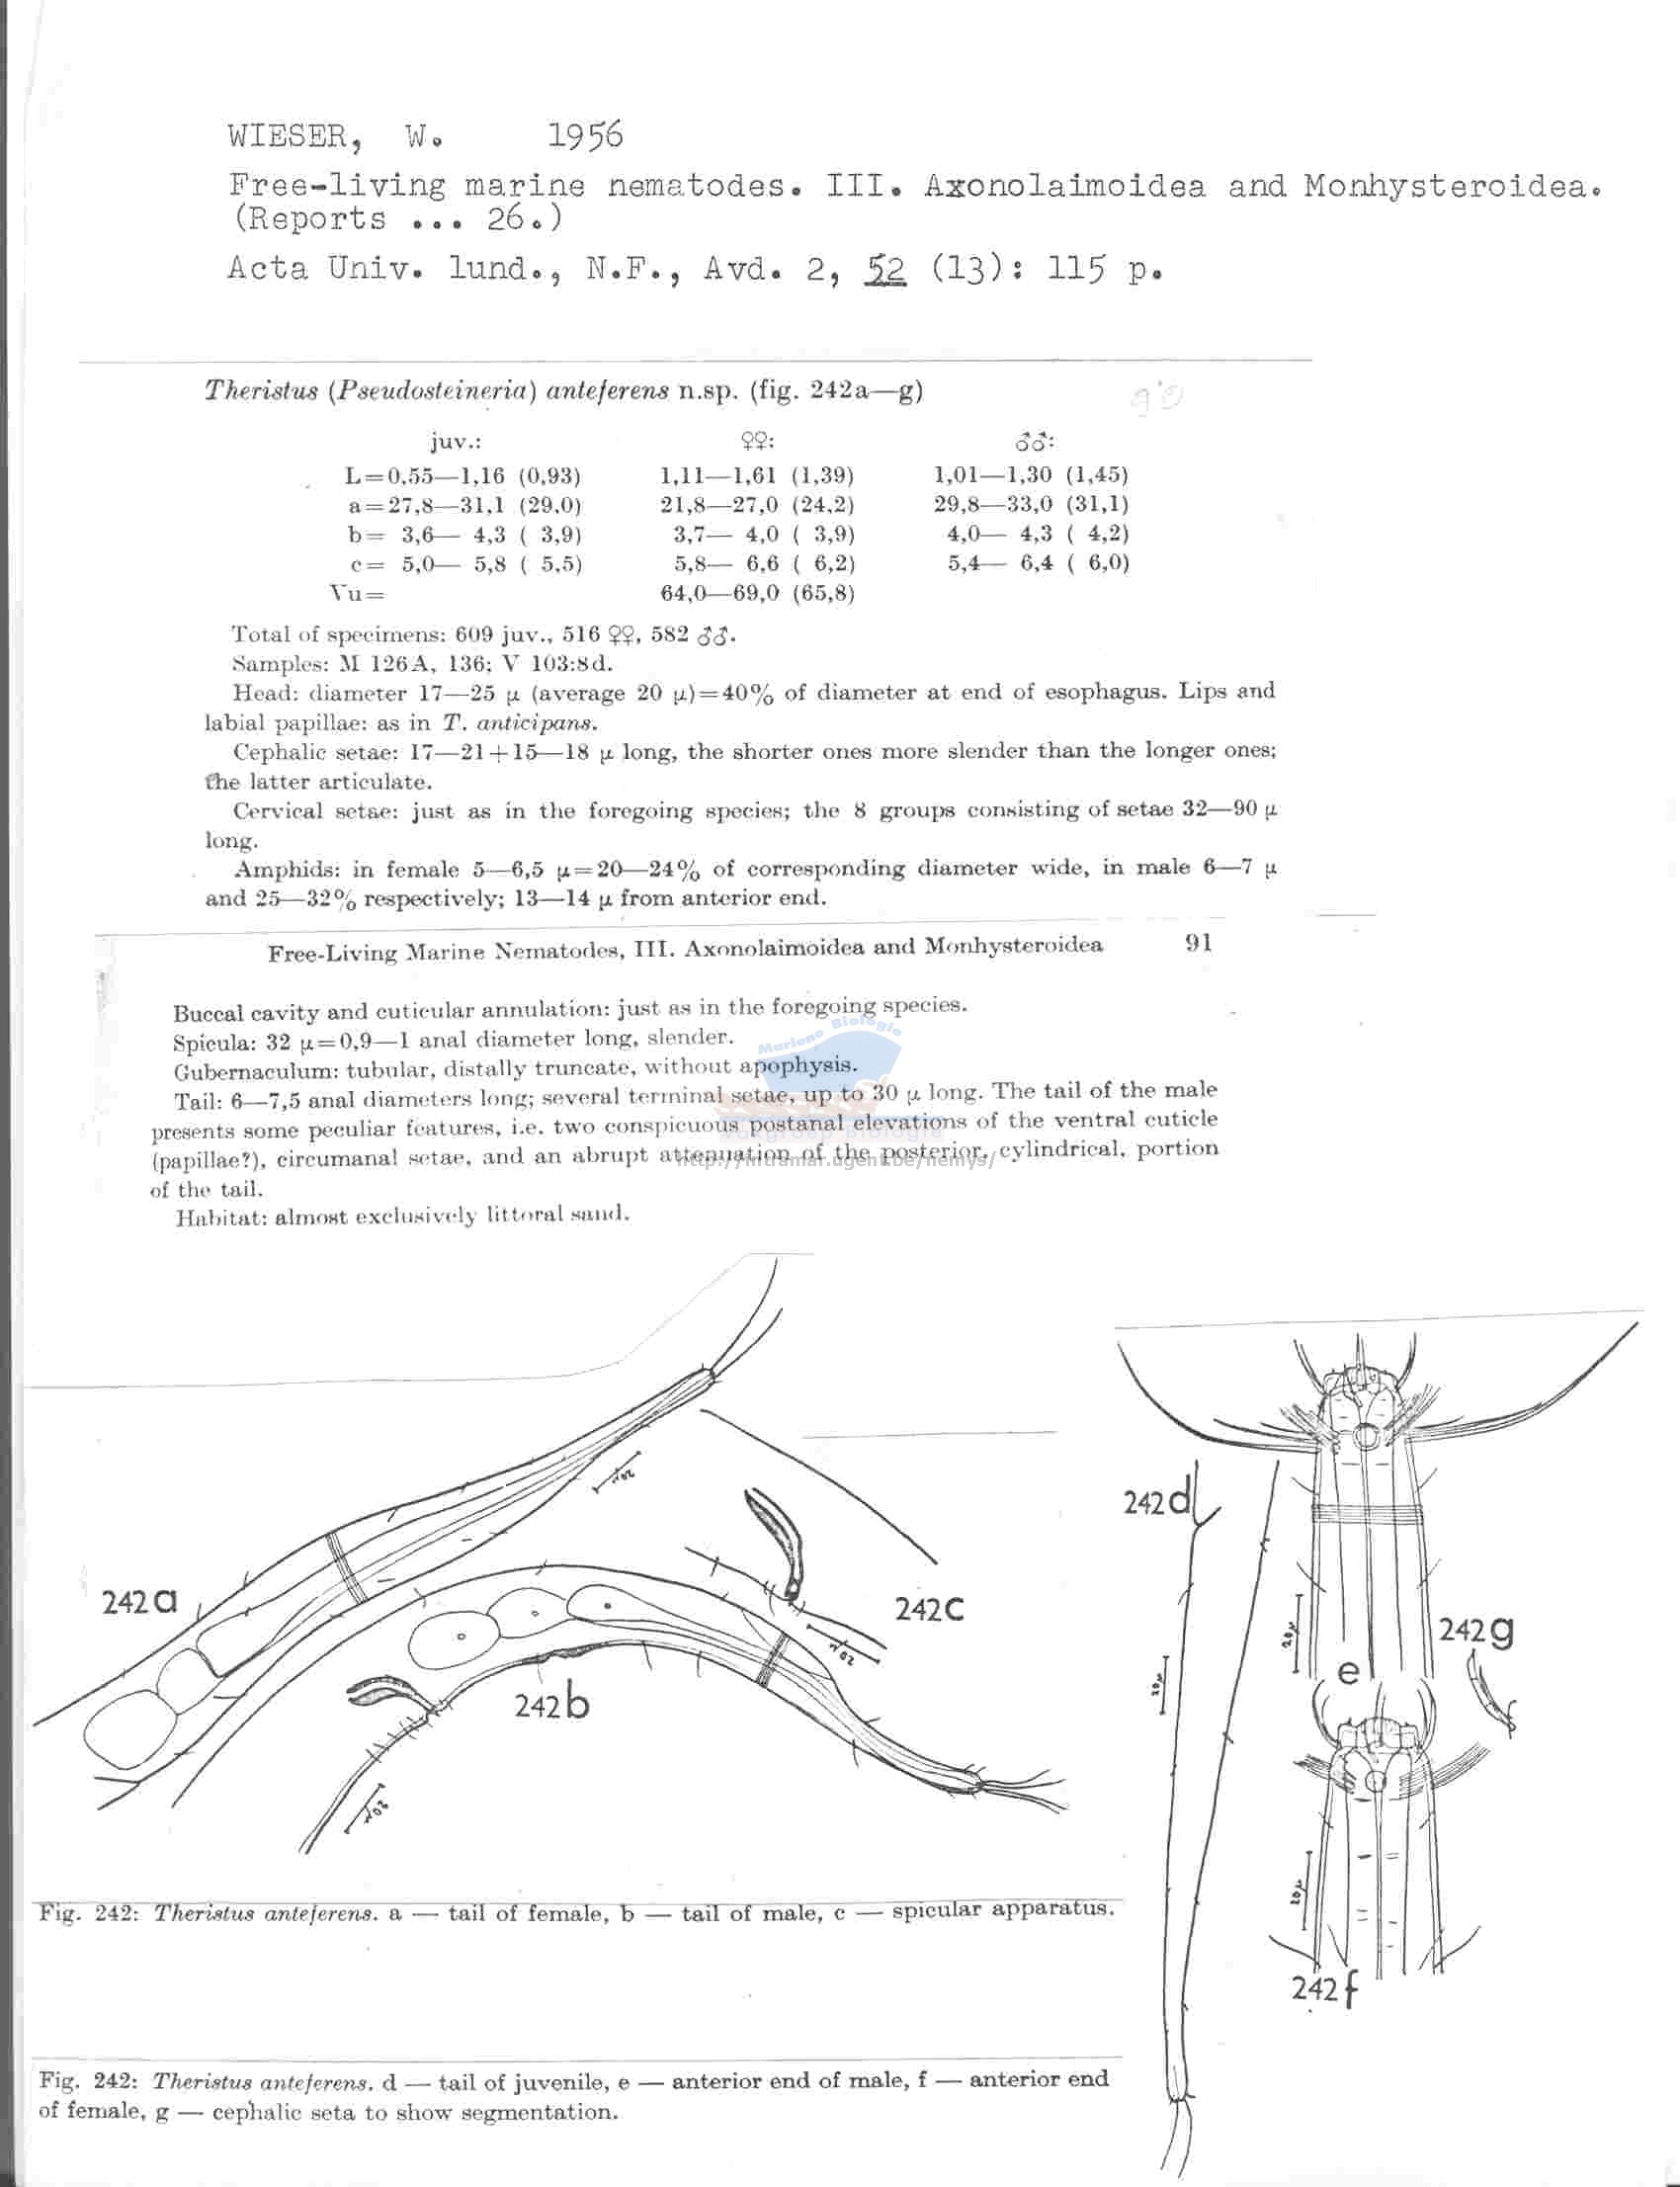 WIESER, W. 1956
Free-living marine nematodes. III. Axonolaimoidea and Monhysteroidea.
(Reports ... 26.)
Acta Univ. lund., N.F., Avd. 2, 52 (13): 115 p.
Theristus (Pseudosteineria) anteferens n.sp. (fig. 242a—g)
juv.: ♀♀: ♂♂:
L=0,55—1,16 (0,93) 1,11—1,61 (1,39) 1,01—1,30 (1,45)
a=27,8—31,1 (29,0) 21,8—27,0 (24,2) 29,8—33,0 (31,1)
b= 3,6— 4,3 ( 3,9) 3,7— 4,0 ( 3,9) 4,0— 4,3 ( 4,2)
c= 5,0— 5,8 ( 5,5) 5,8— 6,6 ( 6,2) 5,4— 6,4 ( 6,0)
Vu= 64,0—69,0 (65,8)
Total of specimens: 609 juv., 516 ♀♀, 582 ♂♂.
Samples: M 126A, 136; V 103:8d.
Head: diameter 17—25 μ (average 20 μ)=40% of diameter at end of esophagus. Lips and
labial papillae: as in T. anticipans.
Cephalic setae: 17—21+15—18 μ long, the shorter ones more slender than the longer ones;
the latter articulate.
Cervical setae: just as in the foregoing species; the 8 groups consisting of setae 32—90 μ
long.
Amphids: in female 5—6,5 μ=20—24% of corresponding diameter wide, in male 6—7 μ
and 25—32% respectively; 13—14 μ from anterior end.
Free-Living Marine Nematodes, III. Axonolaimoidea and Monhysteroidea 91
Buccal cavity and cuticular annulation: just as in the foregoing species.
Spicula: 32 μ=0,9—1 anal diameter long, slender.
Gubernaculum: tubular, distally truncate, without apophysis.
Tail: 6—7,5 anal diameters long; several terminal setae, up to 30 μ long. The tail of the male
presents some peculiar features, i.e. two conspicuous postanal elevations of the ventral cuticle
(papillae?), circumanal setae, and an abrupt attenuation of the posterior, cylindrical, portion
of the tail.
Habitat: almost exclusively littoral sand.
Mariene Biologie
Vakgroep Biologie
http://intramar.ugent.be/nemys/
242a
20μ
242b
20μ
242c
20μ
242d
20μ
e
20μ
242g
242f
20μ
Fig. 242: Theristus anteferens. a — tail of female, b — tail of male, c — spicular apparatus.
Fig. 242: Theristus anteferens. d — tail of juvenile, e — anterior end of male, f — anterior end
of female, g — cephalic seta to show segmentation.